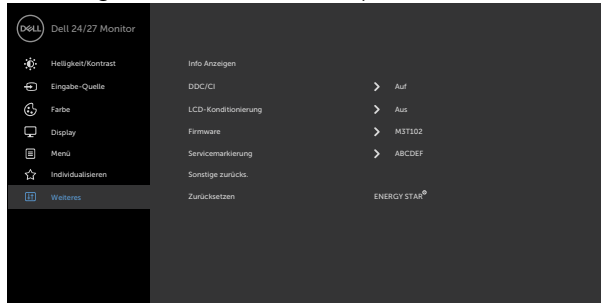 DELL
Dell 24/27 Monitor
Helligkeit/Kontrast
Info Anzeigen
Eingabe-Quelle
DDC/CI
Auf
Farbe
LCD-Konditionierung
Aus
Display
Firmware
M3T102
Menü
Servicemarkierung
ABCDEF
Individualisieren
Sonstige zurücks.
Weiteres
Zurücksetzen
ENERGY STAR®